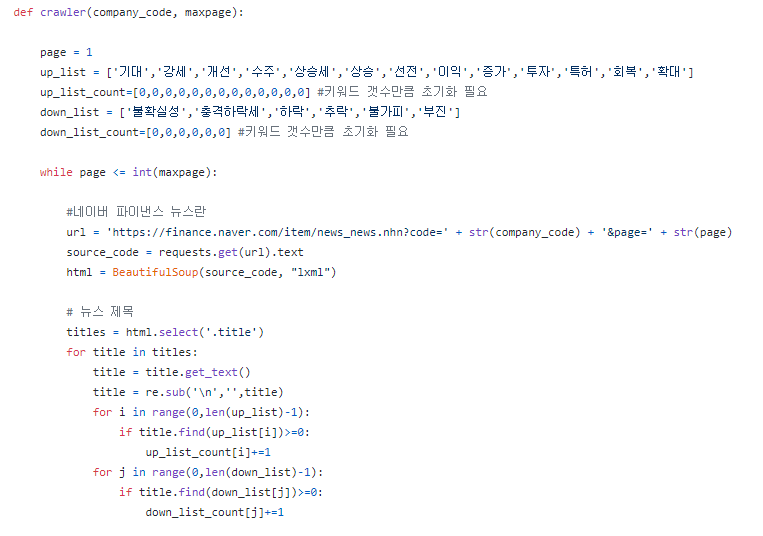 def crawler(company_code, maxpage):
page = 1
up_list = ['기대','강세','개선','수주','상승세','상승','선전','이익','증가','투자','특허','회복','확대']
up_list_count=[0,0,0,0,0,0,0,0,0,0,0,0,0] #키워드 갯수만큼 초기화 필요
down_list = ['불확실성','충격하락세','하락','추락','불가피','부진']
down_list_count=[0,0,0,0,0,0] #키워드 갯수만큼 초기화 필요
while page <= int(maxpage):
#네이버 파이낸스 뉴스란
url = 'https://finance.naver.com/item/news_news.nhn?code=' + str(company_code) + '&page=' + str(page)
source_code = requests.get(url).text
html = BeautifulSoup(source_code, "lxml")
# 뉴스 제목
titles = html.select('.title')
for title in titles:
title = title.get_text()
title = re.sub('\n','',title)
for i in range(0,len(up_list)-1):
if title.find(up_list[i])>=0:
up_list_count[i]+=1
for j in range(0,len(down_list)-1):
if title.find(down_list[j])>=0:
down_list_count[j]+=1